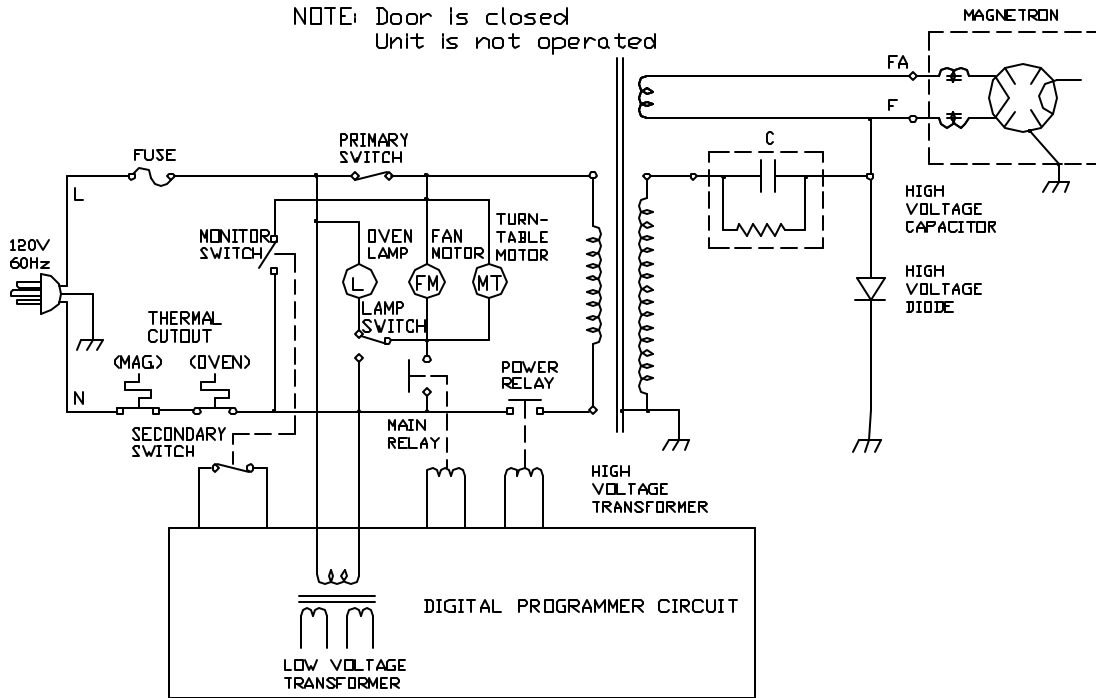 NOTE: Door is closed
Unit is not operated
MAGNETRON
FA
F
FUSE
PRIMARY
SWITCH
C
L
HIGH
VOLTAGE
CAPACITOR
120V
60Hz
MONITOR
SWITCH
OVEN
LAMP
FAN
MOTOR
TURN-
TABLE
MOTOR
L
FM
MT
HIGH
VOLTAGE
DIODE
THERMAL
CUTOUT
(MAG.)
(OVEN)
LAMP
SWITCH
POWER
RELAY
N
SECONDARY
SWITCH
MAIN
RELAY
HIGH
VOLTAGE
TRANSFORMER
DIGITAL PROGRAMMER CIRCUIT
LOW VOLTAGE
TRANSFORMER